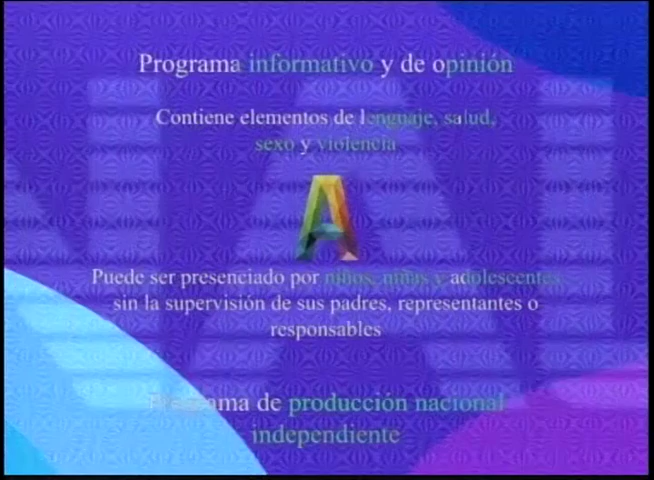 Programa informativo y de opinión
Contiene elementos de lenguaje, salud,
sexo y violencia
A
Puede ser presenciado por niños, niñas y adolescentes
sin la supervisión de sus padres, representantes o
responsables
Programa de producción nacional
independiente